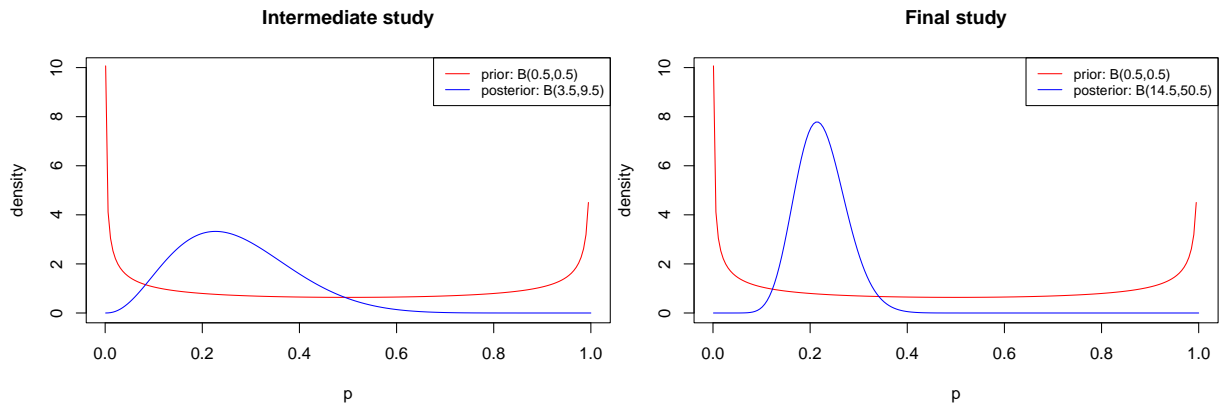 Intermediate study
prior: B(0.5,0.5)
posterior: B(3.5,9.5)
density
10
8
6
4
2
0
0.0 0.2 0.4 0.6 0.8 1.0
p
Final study
prior: B(0.5,0.5)
posterior: B(14.5,50.5)
density
10
8
6
4
2
0
0.0 0.2 0.4 0.6 0.8 1.0
p